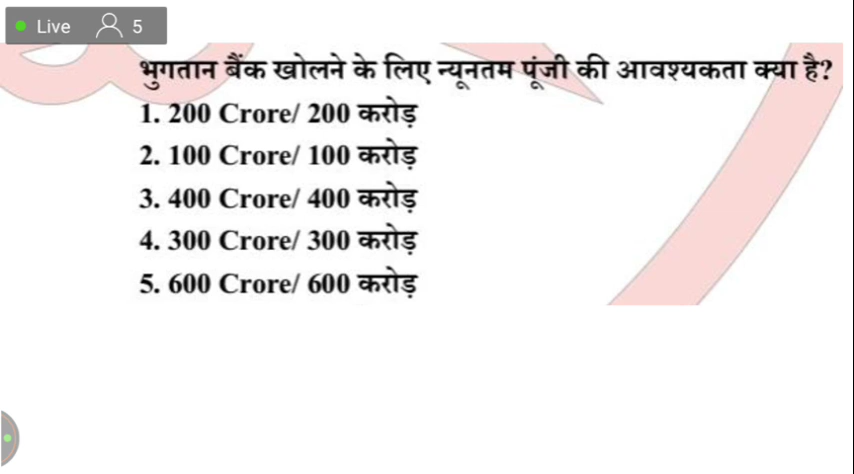 Live 5
भुगतान बैंक खोलने के लिए न्यूनतम पूंजी की आवश्यकता क्या है?
1. 200 Crore/ 200 करोड़
2. 100 Crore/ 100 करोड़
3. 400 Crore/ 400 करोड़
4. 300 Crore/ 300 करोड़
5. 600 Crore/ 600 करोड़